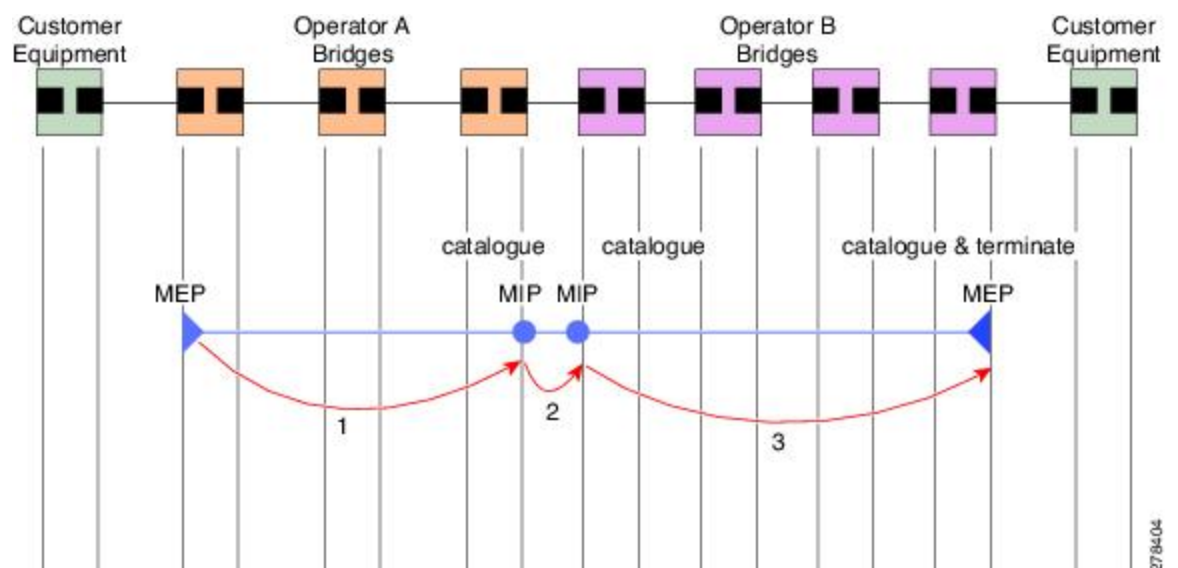 Customer
Equipment
Operator A
Bridges
Operator B
Bridges
Customer
Equipment
catalogue
catalogue
catalogue & terminate
MEP
MIP
MIP
MEP
1
2
3
278404